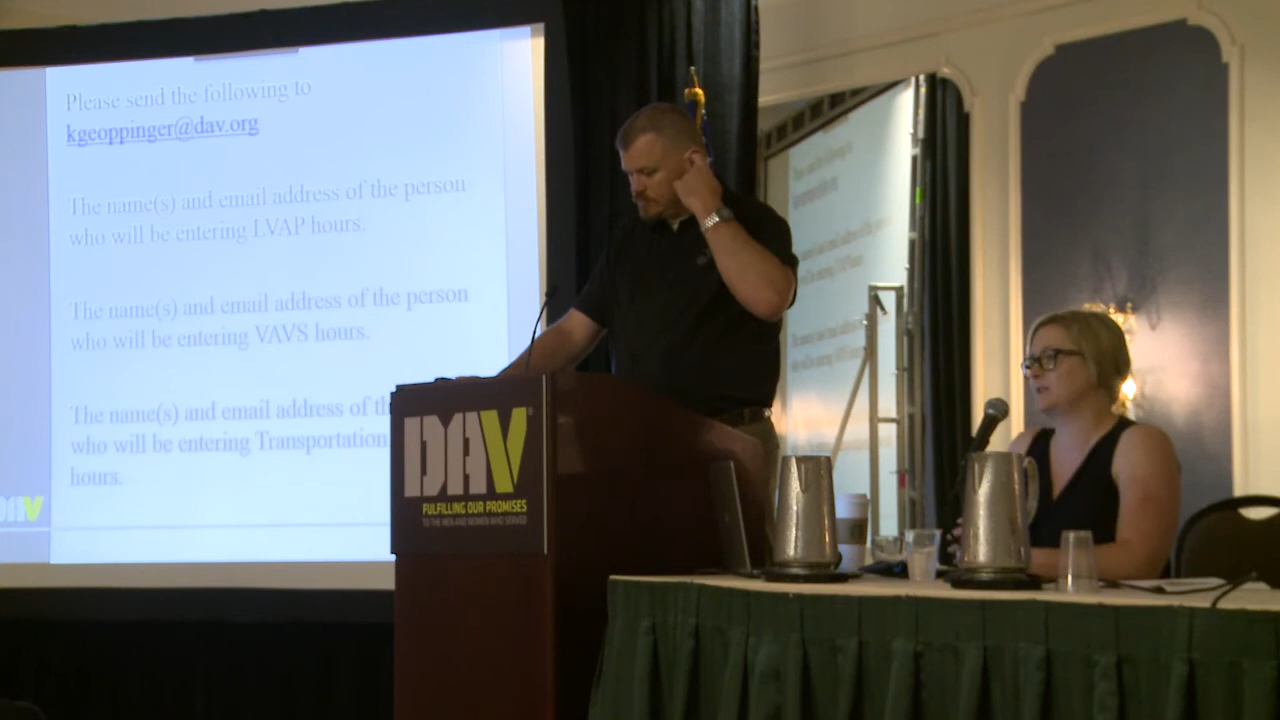 Please send the following to
kgeoppinger@dav.org
The name(s) and email address of the person
who will be entering LVAP hours.
The name(s) and email address of the person
who will be entering VAVS hours.
The name(s) and email address of
who will be entering Transportation
hours.
DAV
DAV
FULFILLING OUR PROMISES
TO THE MEN AND WOMEN WHO SERVED